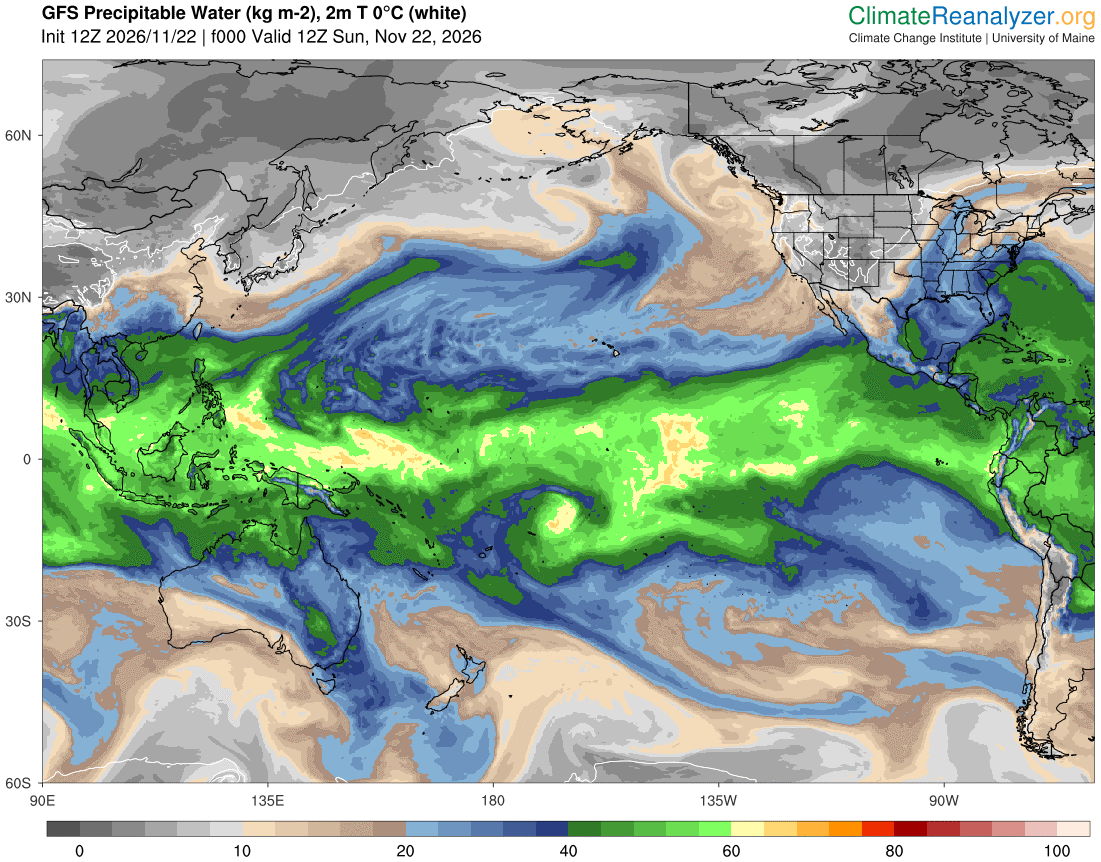 GFS Precipitable Water (kg m-2), 2m T 0°C (white)
Init 12Z 2026/11/22 | f000 Valid 12Z Sun, Nov 22, 2026
ClimateReanalyzer.org
Climate Change Institute | University of Maine
60N
30N
0
30S
60S
90E 135E 180 135W 90W
0 10 20 40 60 80 100